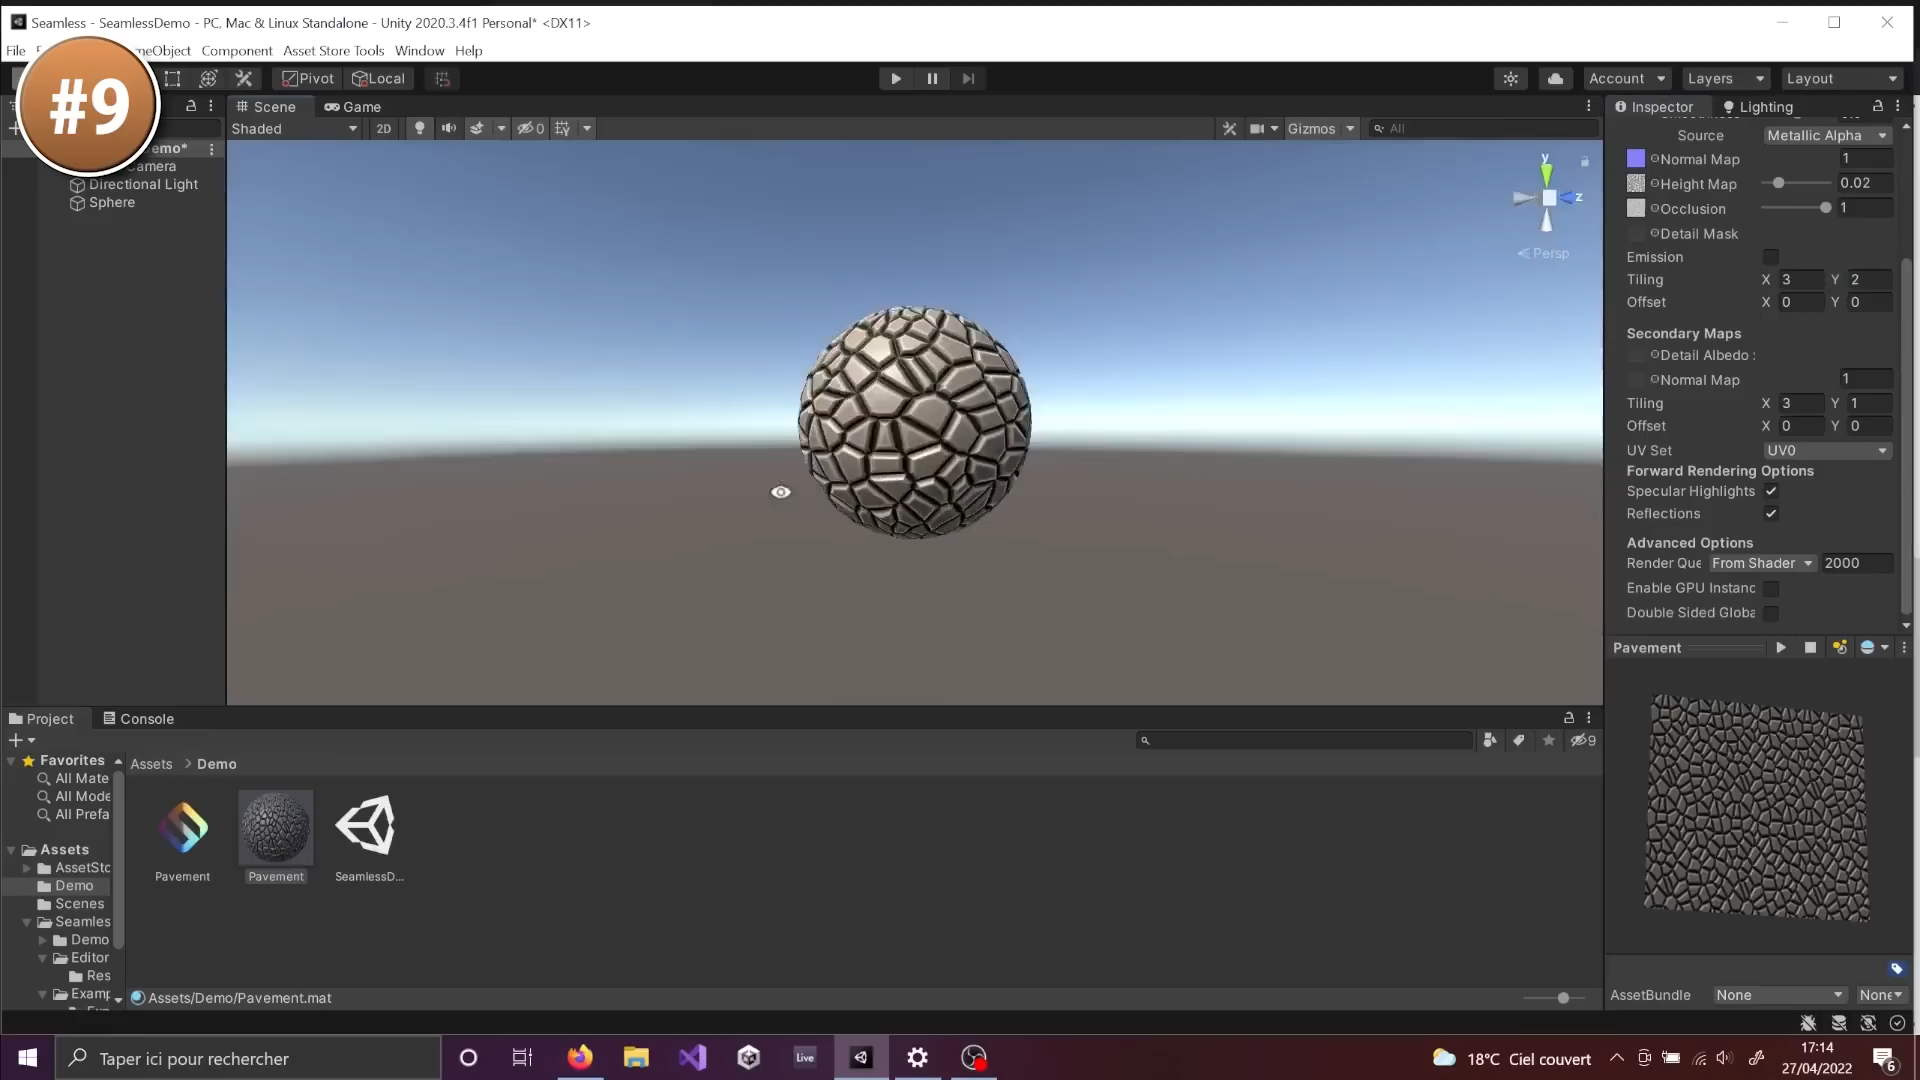 Seamless - SeamlessDemo - PC, Mac & Linux Standalone - Unity 2020.3.4f1 Personal* <DX11>
File
meObject Component Asset Store Tools Window Help
#9
Pivot Local
Account Layers Layout
Scene Game
Inspector Lighting
Shaded 2D 0 Gizmos All
emo*
Camera
Directional Light
Sphere
y
z
Persp
Source Metallic Alpha
Normal Map 1
Height Map 0.02
Occlusion 1
Detail Mask
Emission
Tiling X 3 Y 2
Offset X 0 Y 0
Secondary Maps
Detail Albedo
Normal Map 1
Tiling X 3 Y 1
Offset X 0 Y 0
UV Set UV0
Forward Rendering Options
Specular Highlights
Reflections
Advanced Options
Render Que From Shader 2000
Enable GPU Instanc
Double Sided Globa
Pavement
Project Console
9
Favorites
All Mate
All Mode
All Prefa
Assets
AssetSto
Demo
Scenes
Seamles
Demo
Editor
Res
Examp
Assets > Demo
Pavement
Pavement
SeamlessD...
Assets/Demo/Pavement.mat
AssetBundle None None
Taper ici pour rechercher
Live
18°C Ciel couvert
17:14
27/04/2022
6